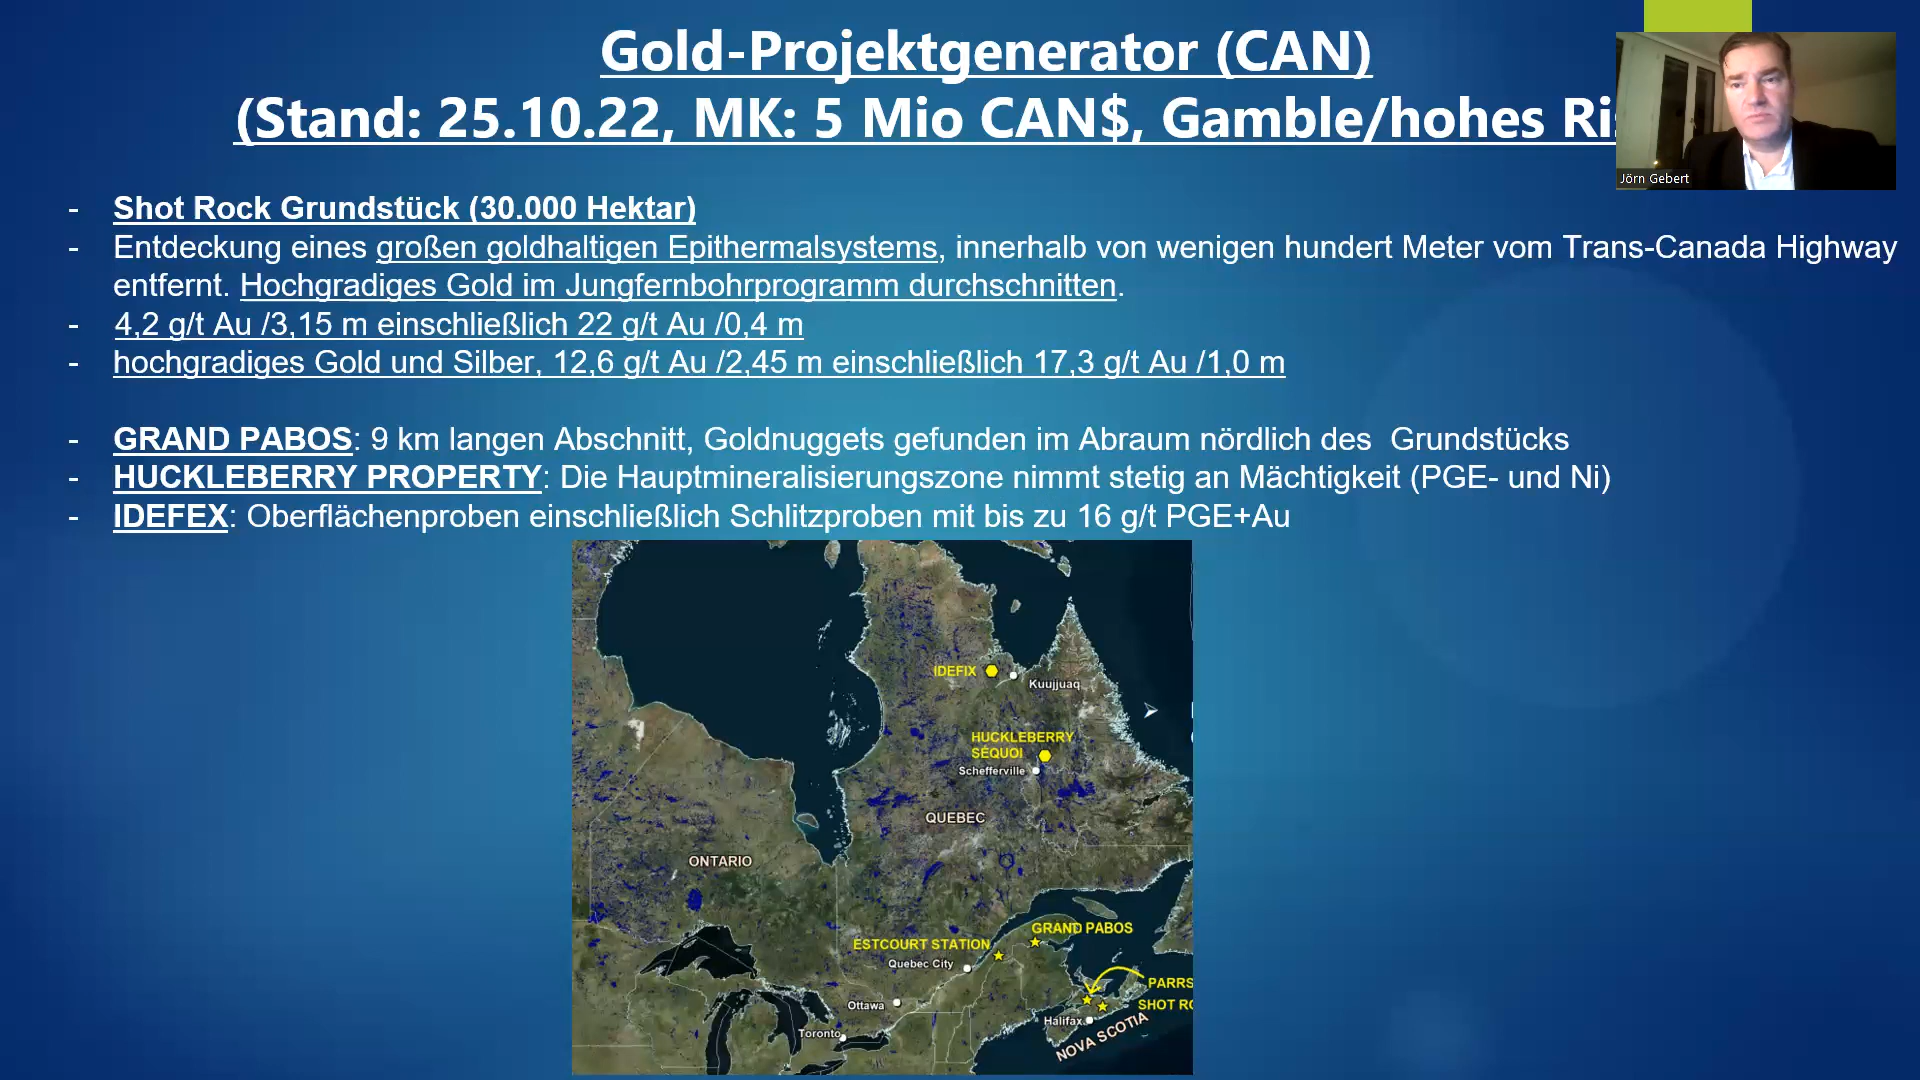 Gold-Projektgenerator (CAN)
(Stand: 25.10.22, MK: 5 Mio CAN$, Gamble/hohes
Jörn Gebert
- Shot Rock Grundstück (30.000 Hektar)
- Entdeckung eines großen goldhaltigen Epithermalsystems, innerhalb von wenigen hundert Meter vom Trans-Canada Highway
entfernt. Hochgradiges Gold im Jungfernbohrprogramm durchschnitten.
- 4,2 g/t Au /3,15 m einschließlich 22 g/t Au /0,4 m
- hochgradiges Gold und Silber, 12,6 g/t Au /2,45 m einschließlich 17,3 g/t Au /1,0 m
- GRAND PABOS: 9 km langen Abschnitt, Goldnuggets gefunden im Abraum nördlich des Grundstücks
- HUCKLEBERRY PROPERTY: Die Hauptmineralisierungszone nimmt stetig an Mächtigkeit (PGE- und Ni)
- IDEFEX: Oberflächenproben einschließlich Schlitzproben mit bis zu 16 g/t PGE+Au
IDEFIX
Kuujjuaq
HUCKLEBERRY
SÉQUOI
Schefferville
QUEBEC
ONTARIO
GRAND PABOS
ESTCOURT STATION
Quebec City
PARRS
Ottawa
SHOT
Halifax
NOVA SCOTIA
Toronto